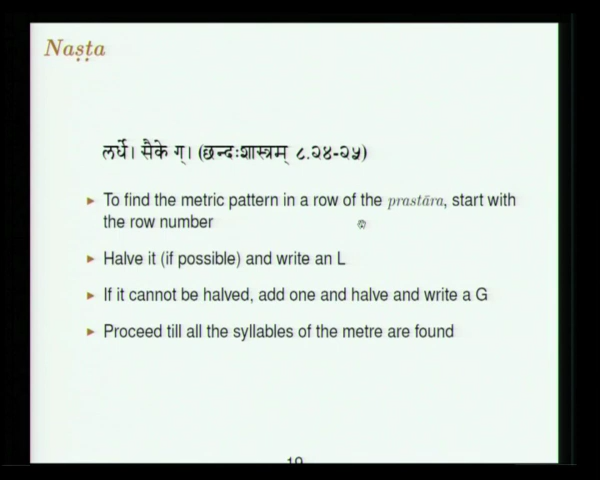 Naṣṭa
लर्धे। सैके ग्। (छन्दःशास्त्रम् ८.२४-२५)
► To find the metric pattern in a row of the prastāra, start with
the row number
► Halve it (if possible) and write an L
► If it cannot be halved, add one and halve and write a G
► Proceed till all the syllables of the metre are found